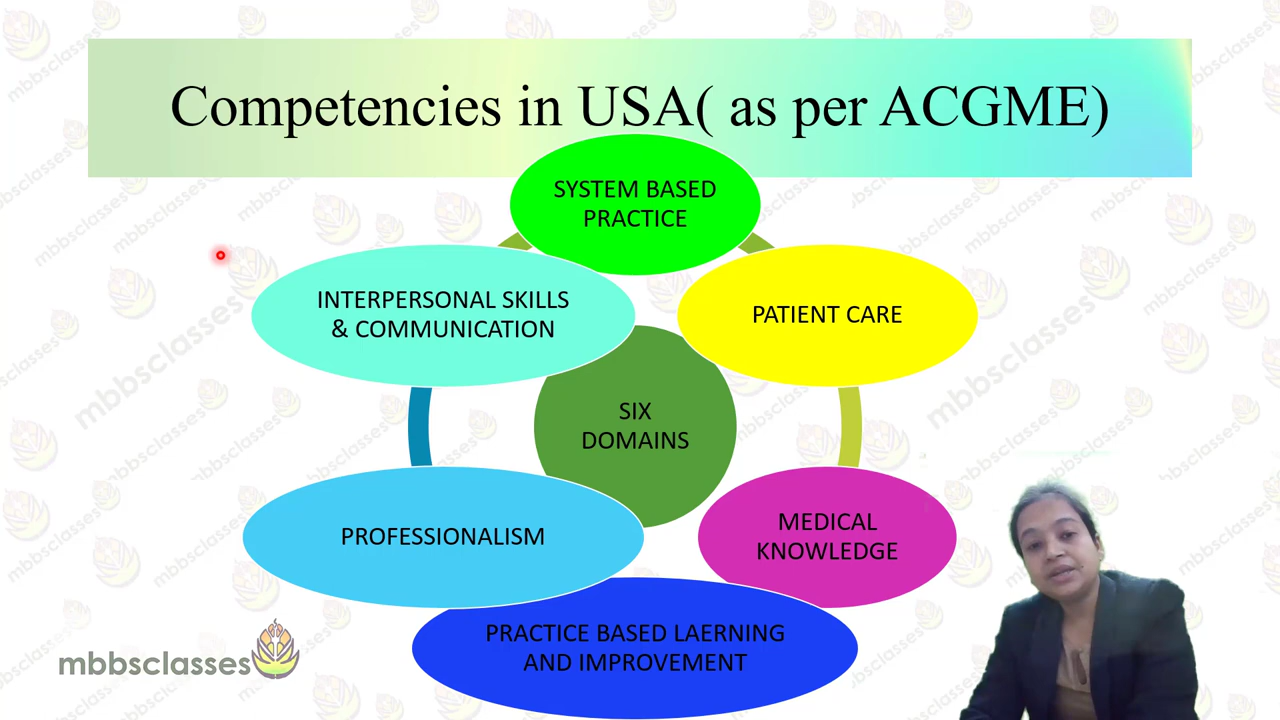 Competencies in USA( as per ACGME)
SYSTEM BASED
PRACTICE
INTERPERSONAL SKILLS
& COMMUNICATION
PATIENT CARE
SIX
DOMAINS
PROFESSIONALISM
MEDICAL
KNOWLEDGE
PRACTICE BASED LAERNING
AND IMPROVEMENT
mbbsclasses